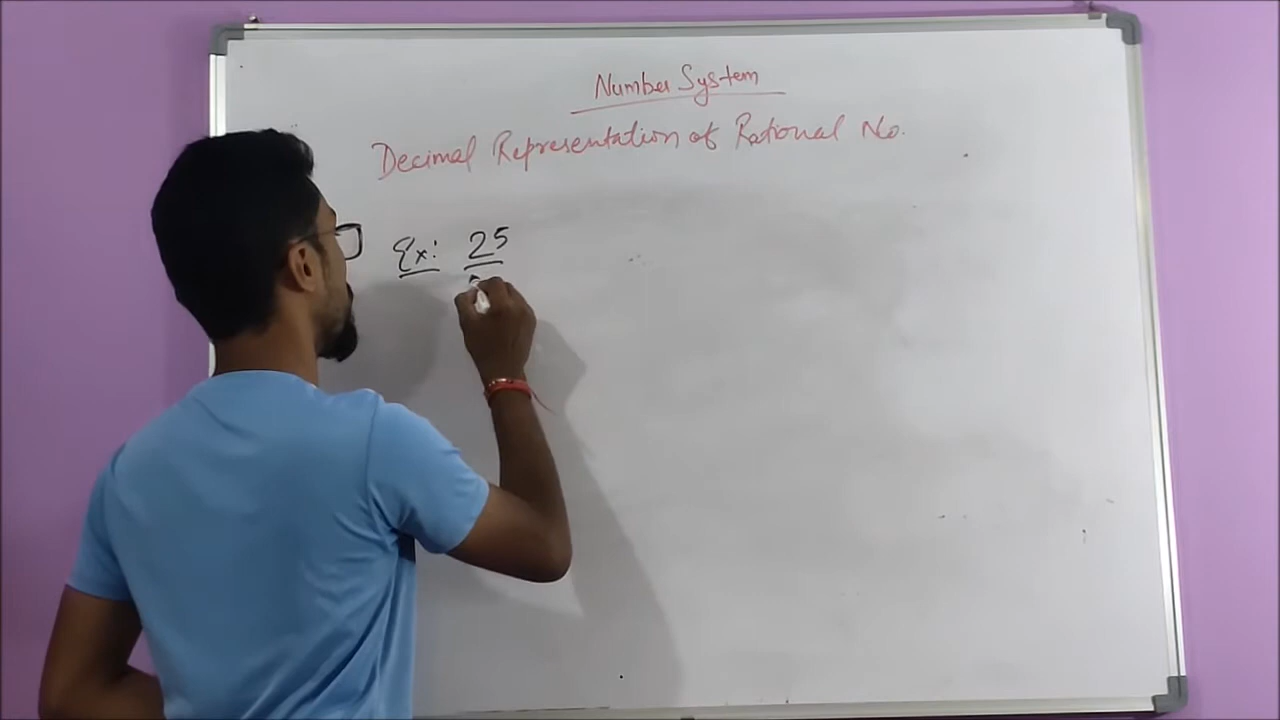 Number System
Decimal Representation of Rational No.
Ex: 25